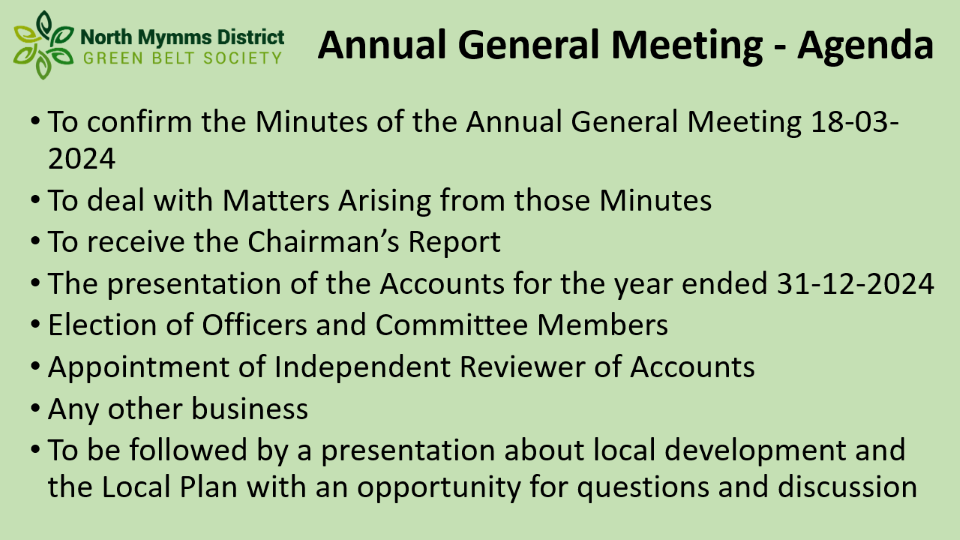 North Mymms District
GREEN BELT SOCIETY
Annual General Meeting - Agenda
• To confirm the Minutes of the Annual General Meeting 18-03-
2024
• To deal with Matters Arising from those Minutes
• To receive the Chairman’s Report
• The presentation of the Accounts for the year ended 31-12-2024
• Election of Officers and Committee Members
• Appointment of Independent Reviewer of Accounts
• Any other business
• To be followed by a presentation about local development and
the Local Plan with an opportunity for questions and discussion